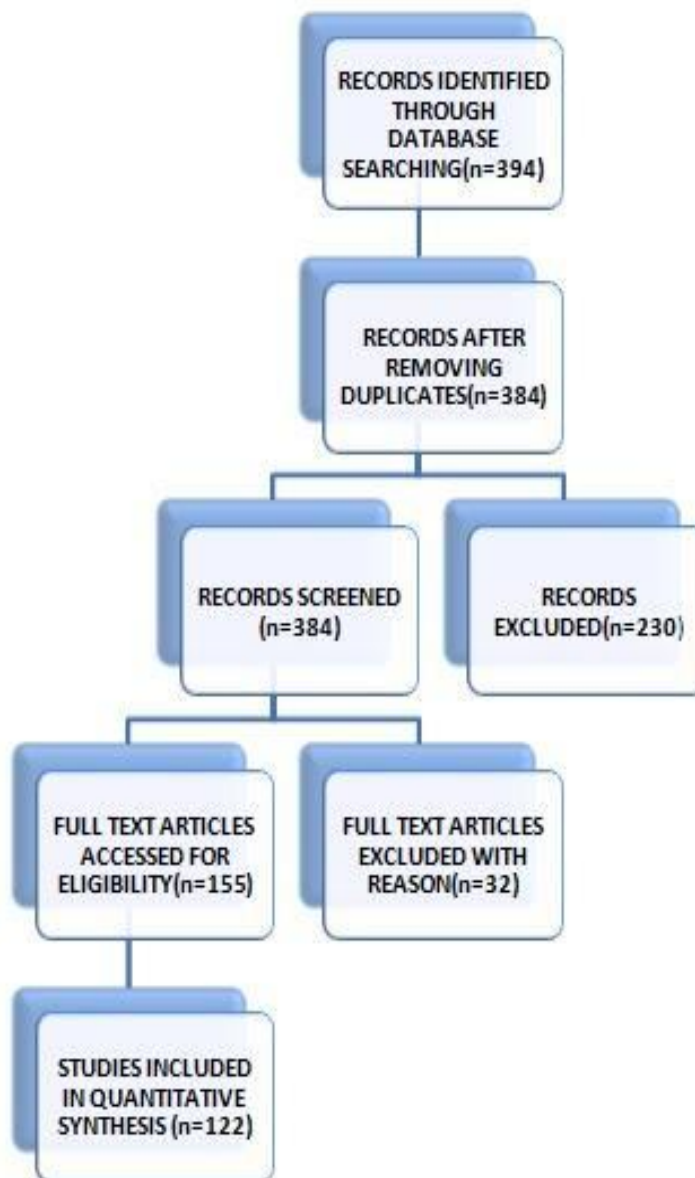 RECORDS IDENTIFIED
THROUGH
DATABASE
SEARCHING(n=394)
RECORDS AFTER
REMOVING
DUPLICATES(n=384)
RECORDS SCREENED
(n=384)
RECORDS
EXCLUDED(n=230)
FULL TEXT ARTICLES
ACCESSED FOR
ELIGIBILITY(n=155)
FULL TEXT ARTICLES
EXCLUDED WITH
REASON(n=32)
STUDIES INCLUDED
IN QUANTITATIVE
SYNTHESIS (n=122)